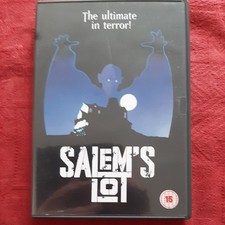 The ultimate
in terror!
SALEM'S
LOT
15